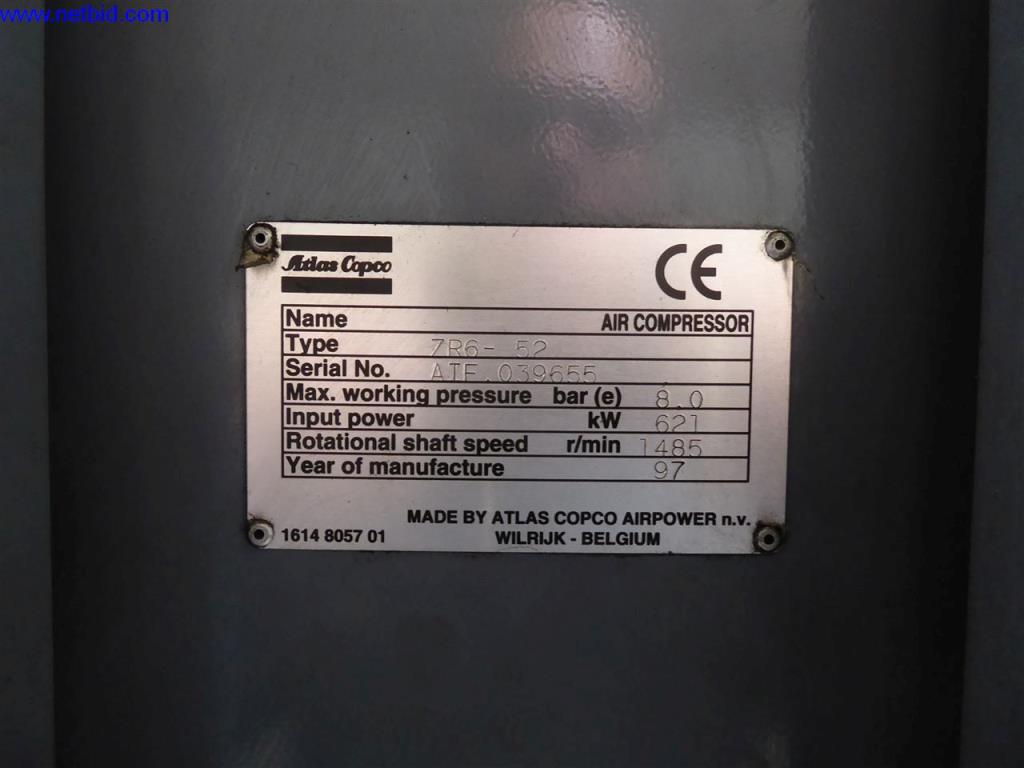 www.netbid.com
Atlas Copco
CE
Name AIR COMPRESSOR
Type ZR6- 52
Serial No. AIF.039655
Max. working pressure bar (e) 8.0
Input power kW 621
Rotational shaft speed r/min 1485
Year of manufacture 97
MADE BY ATLAS COPCO AIRPOWER n.v.
1614 8057 01 WILRIJK - BELGIUM